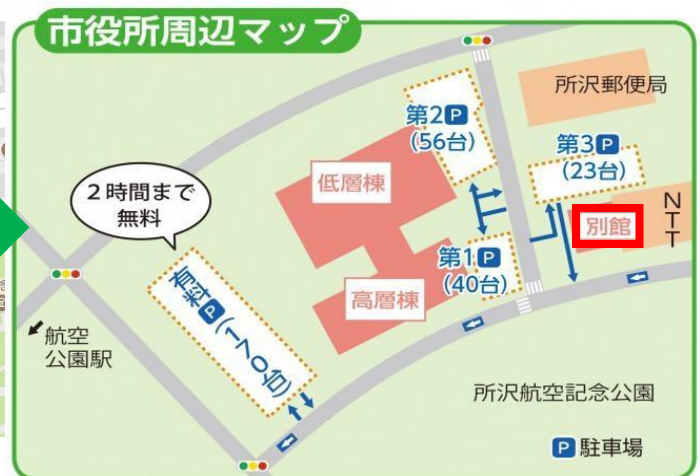 市役所周辺マップ
所沢郵便局
第2P
(56台)
第3P
(23台)
低層棟
2時間まで
無料
別館
NTT
第1P
(40台)
高層棟
有料P(170台)
航空
公園駅
所沢航空記念公園
P駐車場